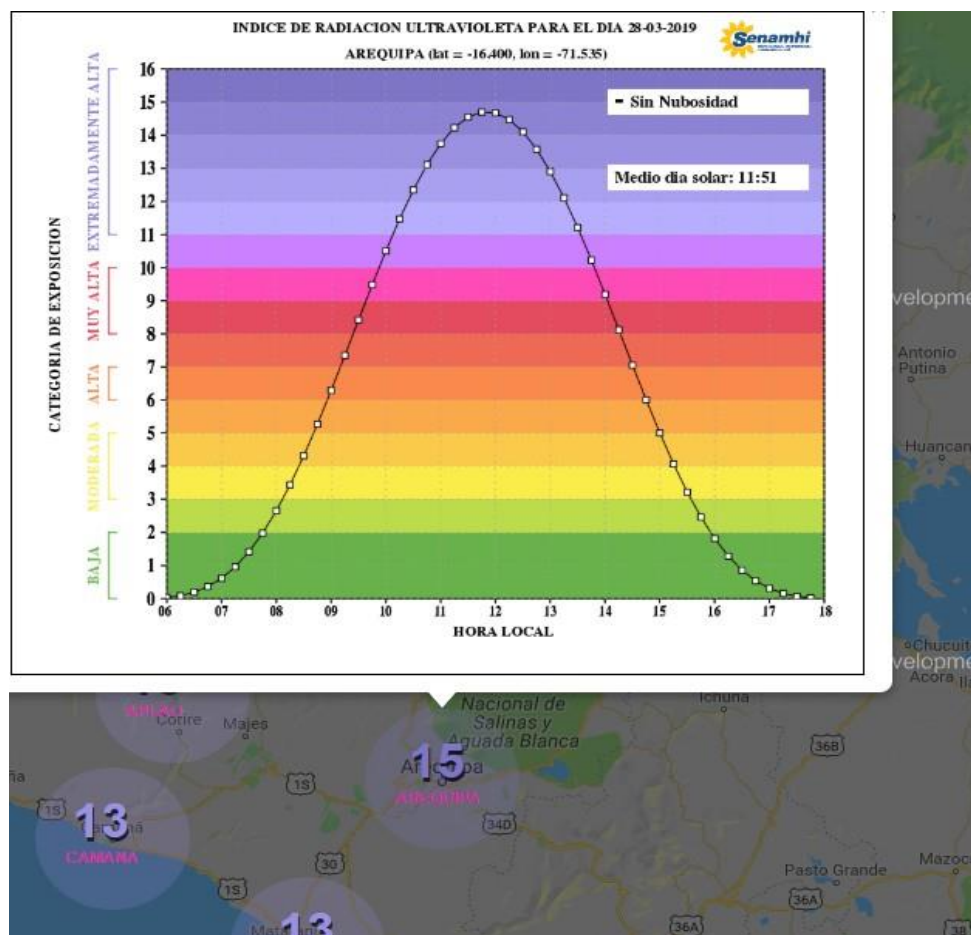 INDICE DE RADIACION ULTRAVIOLETA PARA EL DIA 28-03-2019
AREQUIPA (lat = -16.400, lon = -71.535)
Senamhi
CATEGORIA DE EXPOSICION
EXTREMADAMENTE ALTA
MUY ALTA
ALTA
MODERADA
BAJA
16
15
14
13
12
11
10
9
8
7
6
5
4
3
2
1
0
Sin Nubosidad
Medio dia solar: 11:51
06 07 08 09 10 11 12 13 14 15 16 17 18
HORA LOCAL
velopme
Antonio
Putina
Huancan
Chucuit
velopme
Acora
Ichuña
Nacional de
Salinas y
Aguada Blanca
Corire
Majes
36B
15
AREQUIPA
1S
1S
13
CAMANA
34D
3G
1S
Pasto Grande
Mazoc
36A
36A
38
13